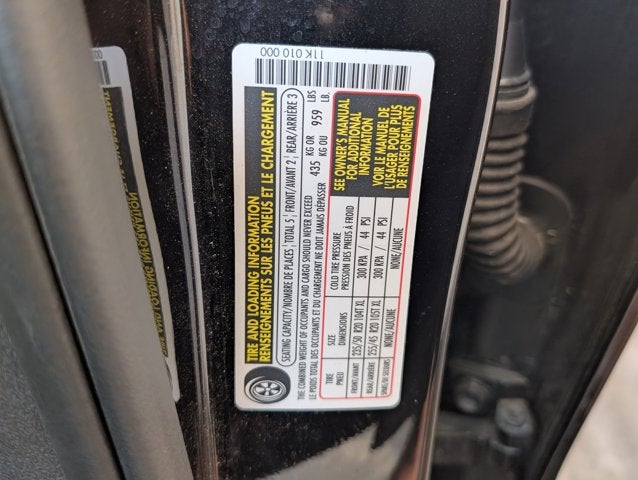 TIRE AND LOADING INFORMATION
RENSEIGNEMENTS SUR LES PNEUS ET LE CHARGEMENT
11K 010 000
SEATING CAPACITY/NOMBRE DE PLACES TOTAL 5 FRONT/AVANT 2 REAR/ARRIÈRE 3
THE COMBINED WEIGHT OF OCCUPANTS AND CARGO SHOULD NEVER EXCEED 435 KG OR 959 LBS
LE POIDS TOTAL DES OCCUPANTS ET DU CHARGEMENT NE DOIT JAMAIS DÉPASSER KG OU LB.
TIRE SIZE COLD TIRE PRESSURE
PNEU DIMENSIONS PRESSION DES PNEUS À FROID
FRONT/AVANT 235/50 R20 104T XL 300 KPA / 44 PSI
REAR/ARRIÈRE 255/45 R20 105T XL 300 KPA / 44 PSI
SPARE/DE SECOURS NONE/AUCUNE NONE/AUCUNE
SEE OWNER'S MANUAL
FOR ADDITIONAL
INFORMATION
VOIR LE MANUEL DE
L'USAGER POUR PLUS
DE RENSEIGNEMENTS